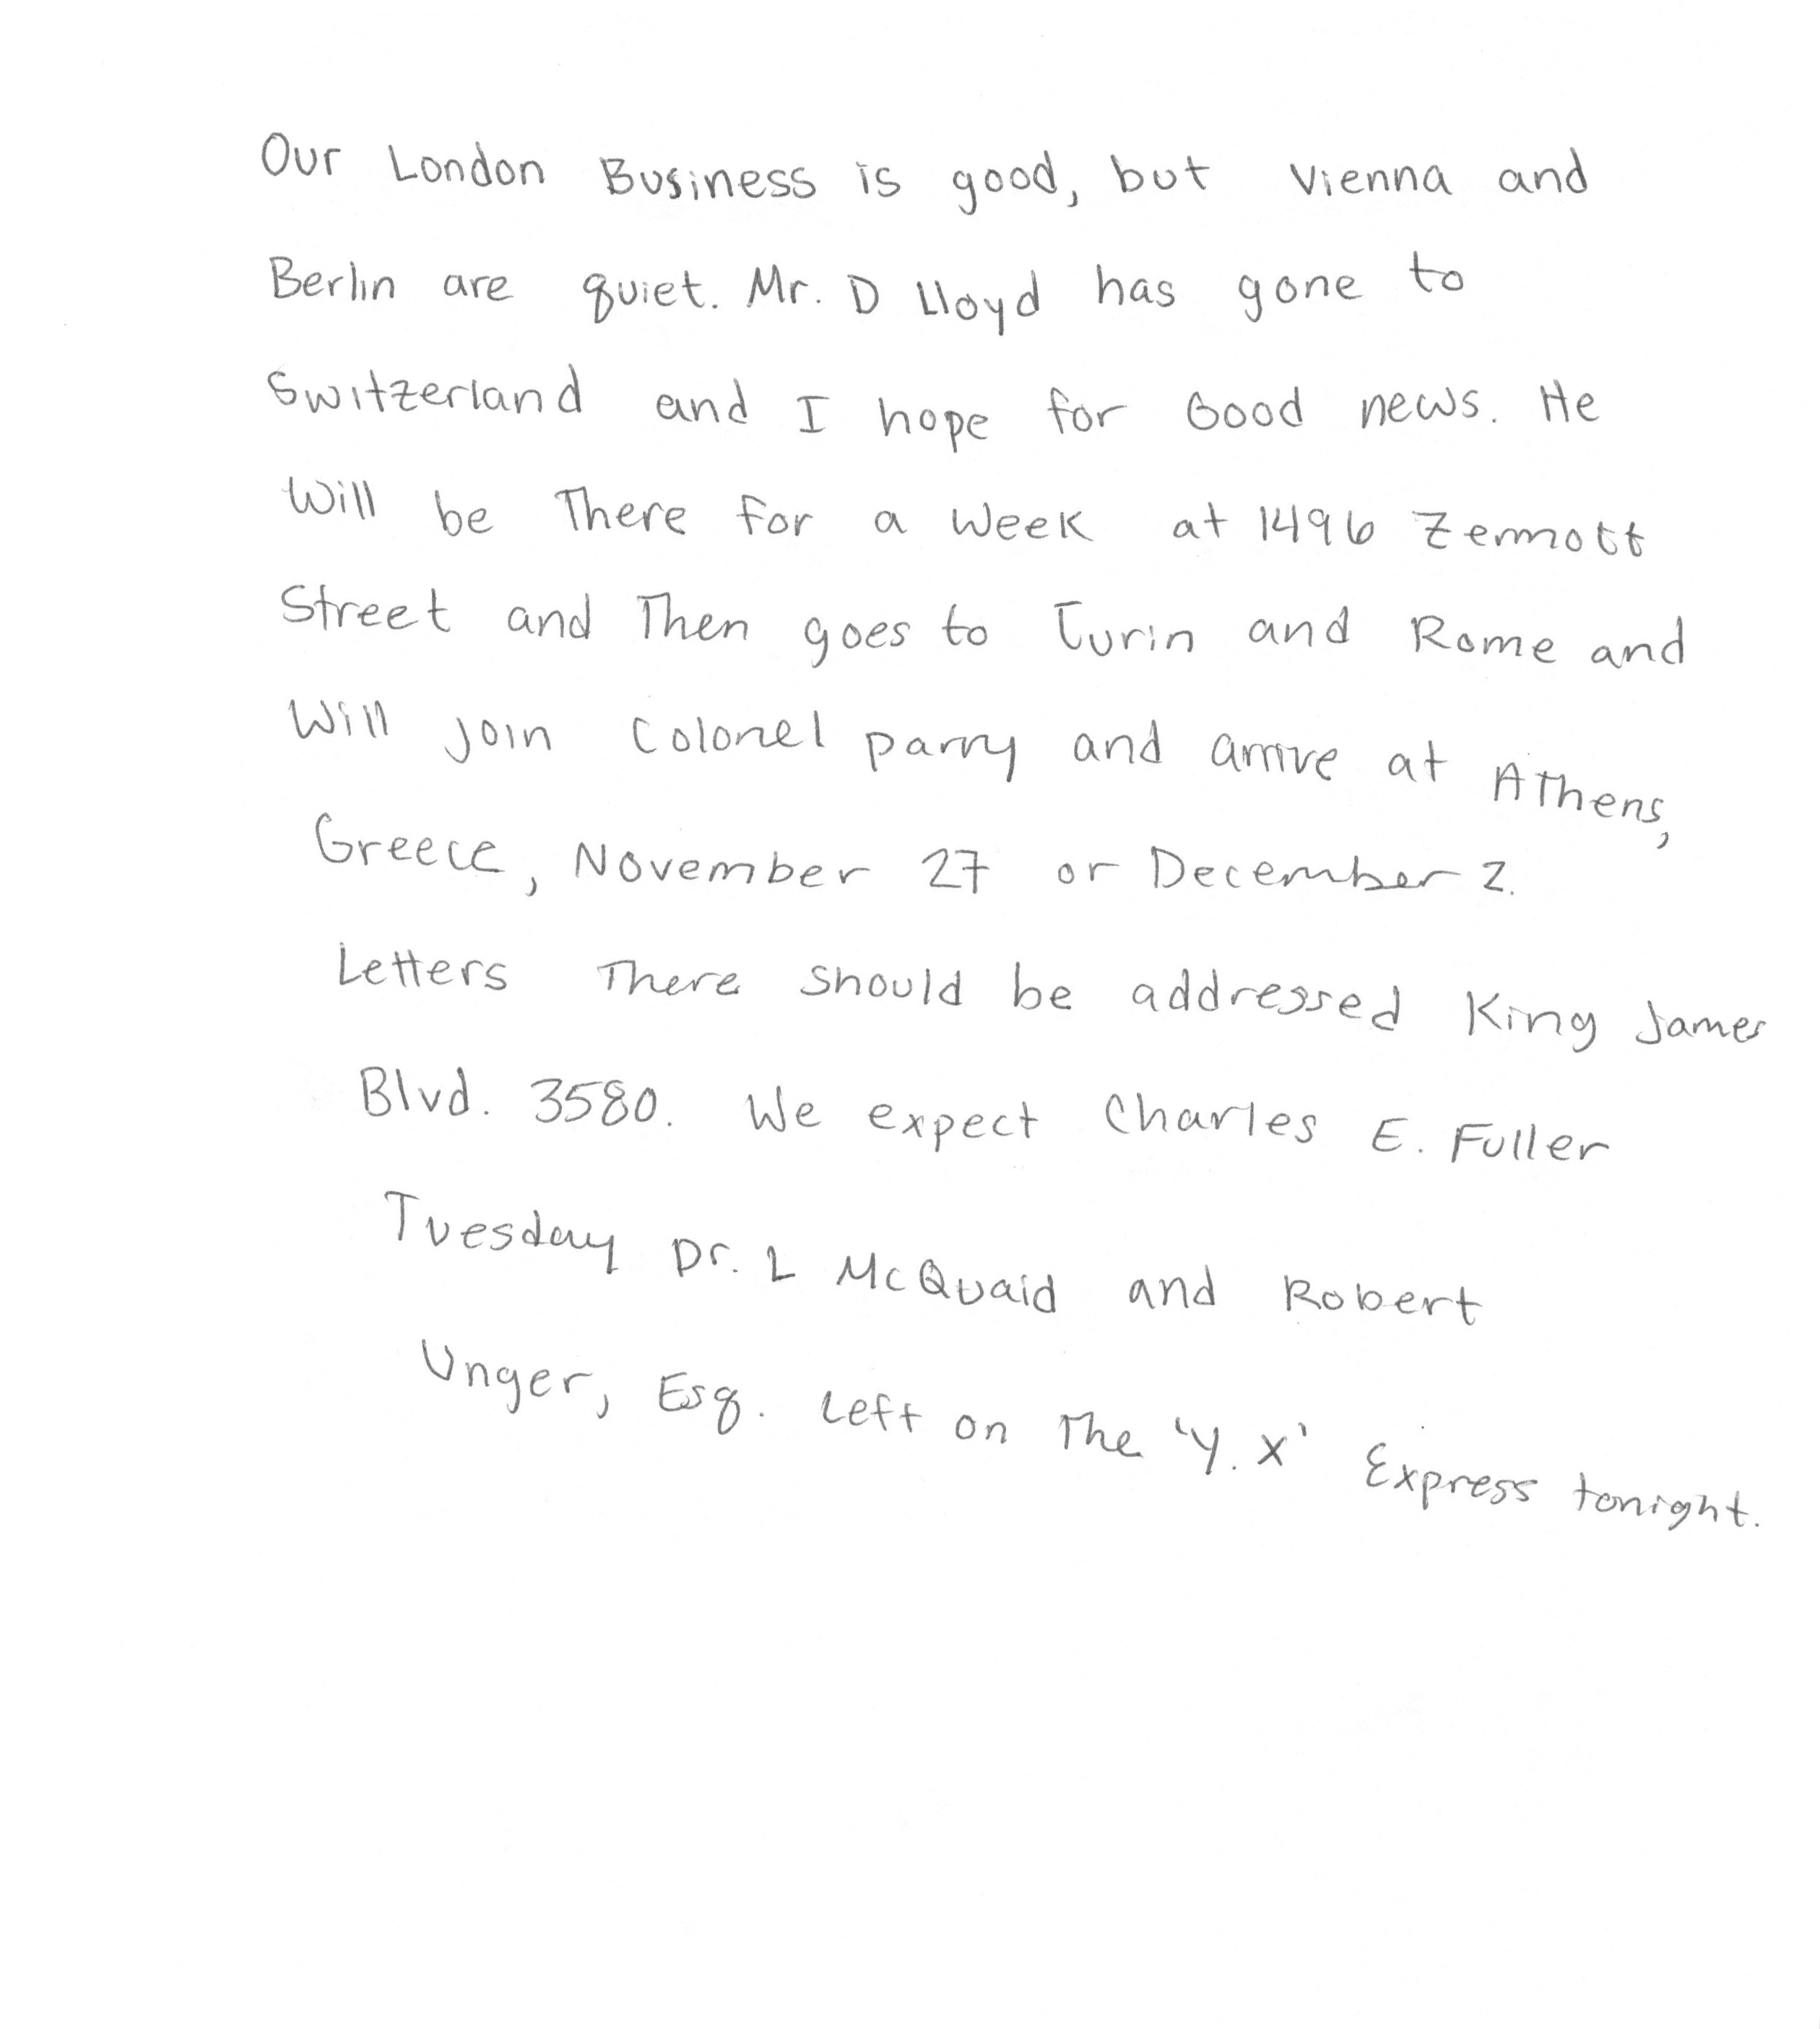 Our London Business is good, but Vienna and
Berlin are quiet. Mr. D Lloyd has gone to
Switzerland and I hope for Good news. He
Will be There for a Week at 1496 Zermott
Street and Then goes to Turin and Rome and
Will join Colonel Parry and arrive at Athens,
Greece, November 27 or December 2.
Letters There should be addressed King James
Blvd. 3580. We expect Charles E. Fuller
Tuesday Dr. L McQuaid and Robert
Unger, Esq. Left on The 'Y. X' Express tonight.